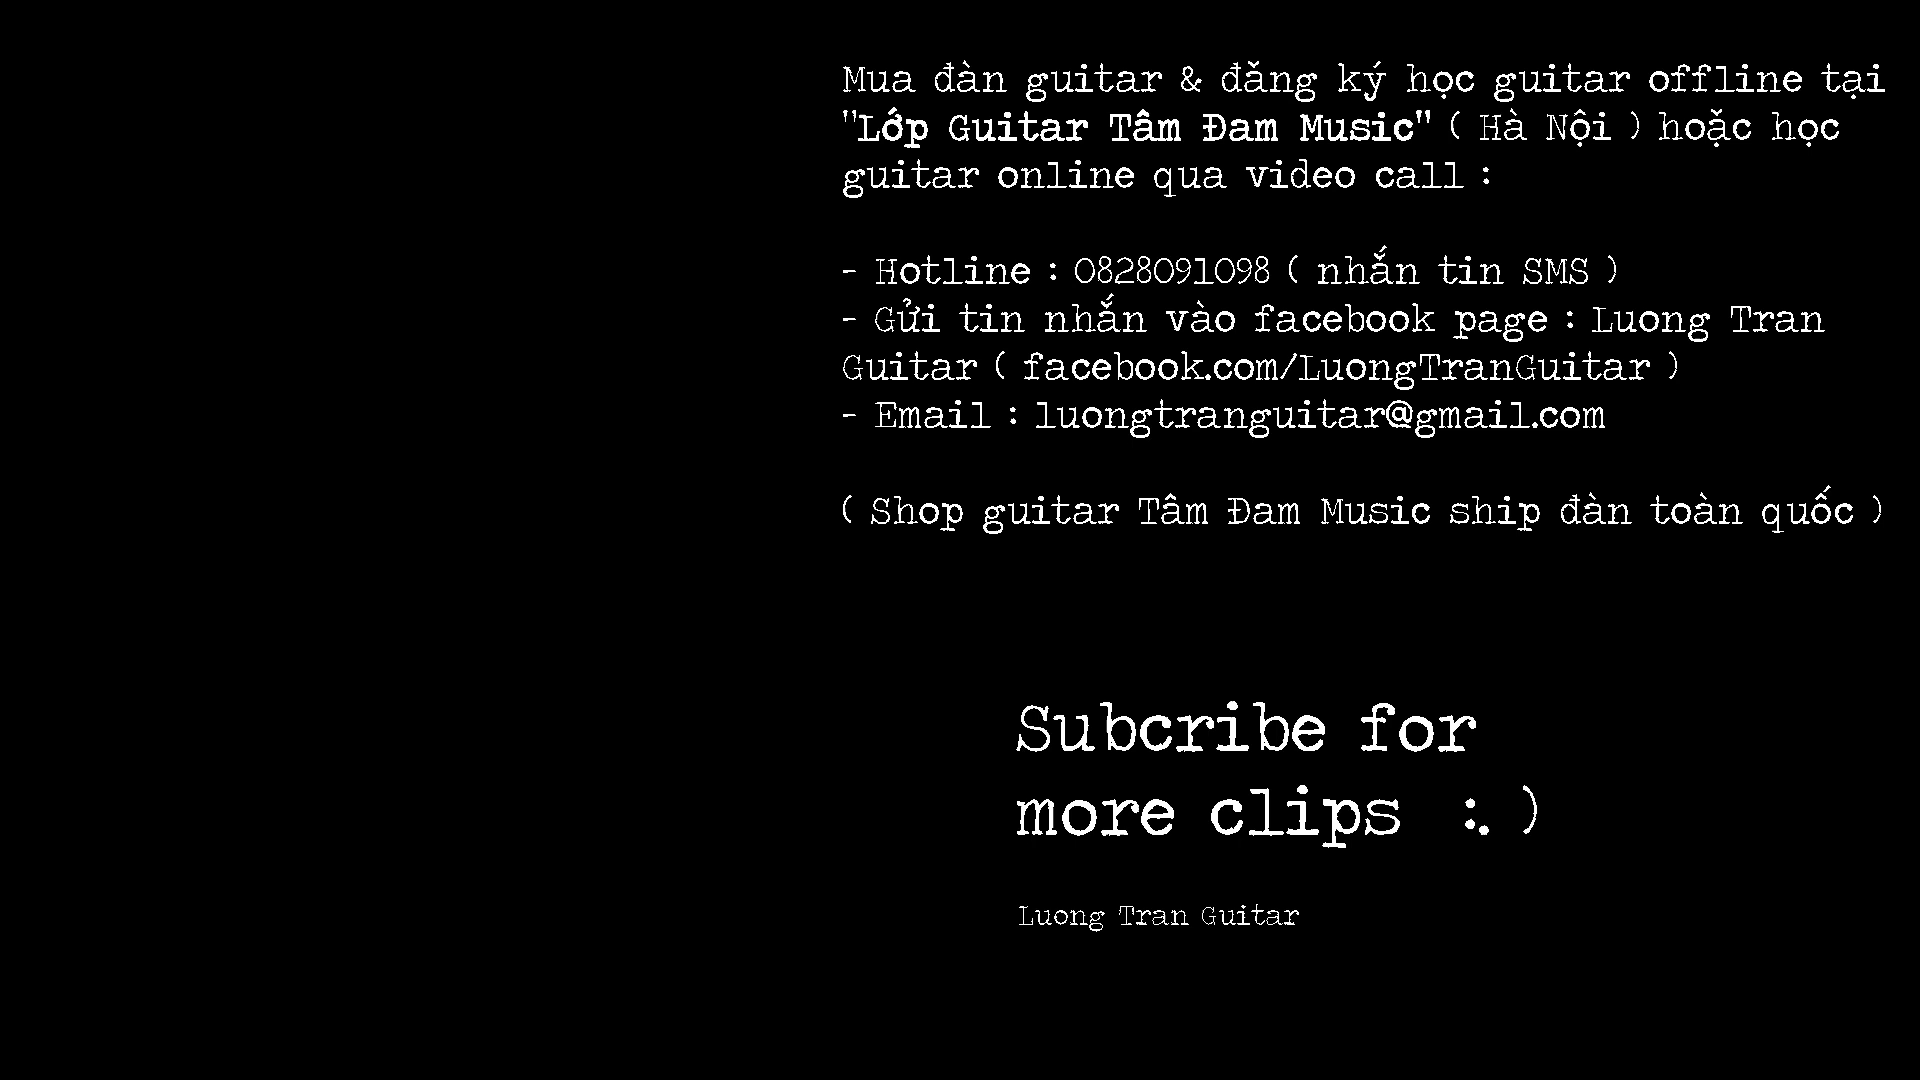 Mua đàn guitar & đăng ký học guitar offline tại
"Lớp Guitar Tâm Đam Music" ( Hà Nội ) hoặc học
guitar online qua video call :
- Hotline : 0828091098 ( nhắn tin SMS )
- Gửi tin nhắn vào facebook page : Luong Tran
Guitar ( facebook.com/LuongTranGuitar )
- Email : luongtranguitar@gmail.com
( Shop guitar Tâm Đam Music ship đàn toàn quốc )
Subcribe for
more clips :. )
Luong Tran Guitar